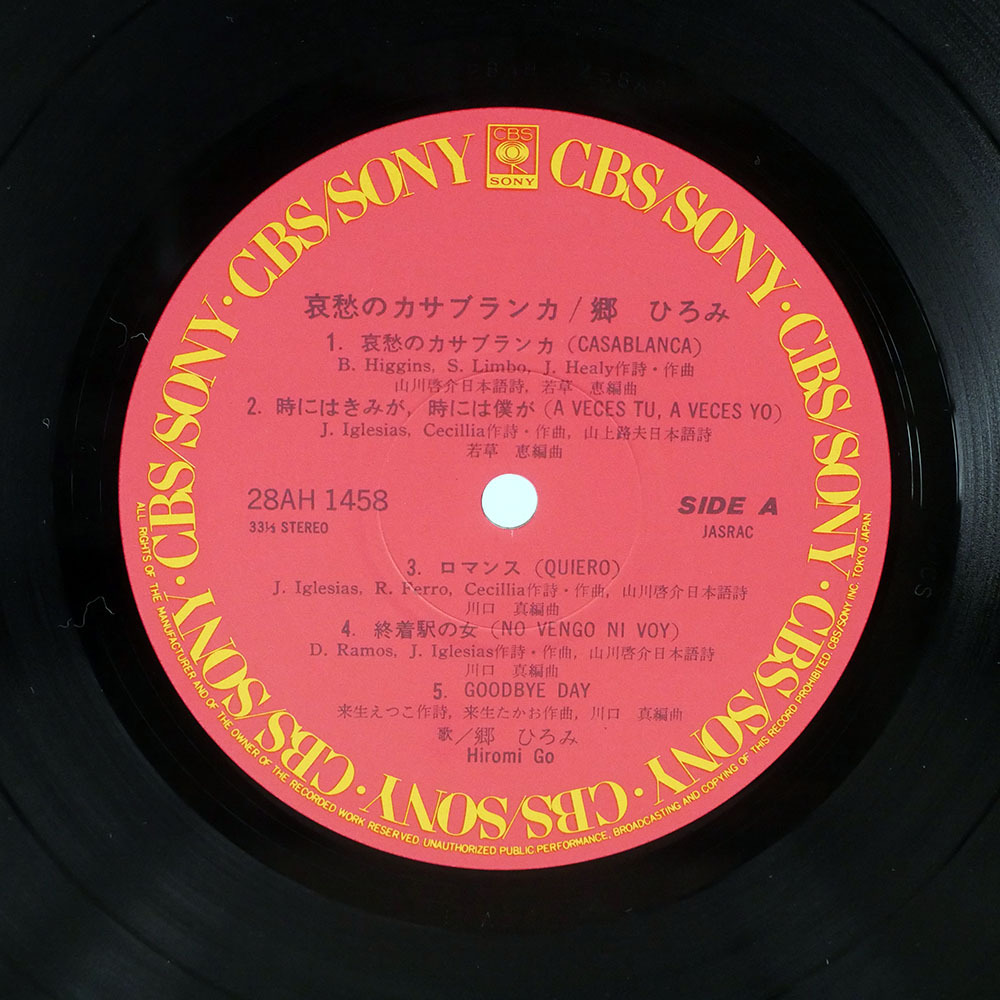 CBS
SONY
CBS/SONY · CBS/SONY · CBS/SONY · CBS/SONY · CBS/SONY · CBS/SONY · CBS/SONY · CBS/SONY · CBS/SONY · CBS/SONY
哀愁のカサブランカ/郷 ひろみ
1. 哀愁のカサブランカ (CASABLANCA)
B. Higgins, S. Limbo, J. Healy作詩・作曲
山川啓介日本語詩, 若草 恵編曲
2. 時にはきみが, 時には僕が (A VECES TU, A VECES YO)
J. Iglesias, Cecillia作詩・作曲, 山上路夫日本語詩
若草 恵編曲
28AH 1458
33⅓ STEREO
SIDE A
JASRAC
3. ロマンス (QUIERO)
J. Iglesias, R. Ferro, Cecillia作詩・作曲, 山川啓介日本語詩
川口 真編曲
4. 終着駅の女 (NO VENGO NI VOY)
D. Ramos, J. Iglesias作詩・作曲, 山川啓介日本語詩
川口 真編曲
5. GOODBYE DAY
来生えつこ作詩, 来生たかお作曲, 川口 真編曲
歌/郷 ひろみ
Hiromi Go
ALL RIGHTS OF THE MANUFACTURER AND OF THE OWNER OF THE RECORDED WORK RESERVED UNAUTHORIZED PUBLIC PERFORMANCE, BROADCASTING AND COPYING OF THIS RECORD PROHIBITED CBS/SONY INC. TOKYO JAPAN